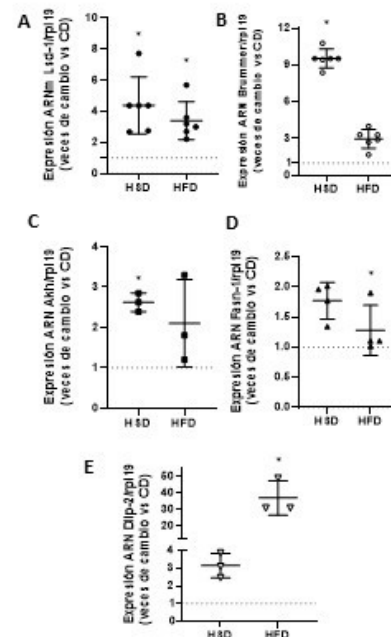 A
Expresión ARNm Lsd-1/rpl19
(veces de cambio vs CD)
10
8
6
4
2
0
*
*
HSD
HFD
B
Expresión ARN Brummer/rpl19
(veces de cambio vs CD)
15
12
9
6
3
1
*
HSD
HFD
C
Expresión ARN Akh/rpl19
(veces de cambio vs CD)
4
3
2
1
0
*
HSD
HFD
D
Expresión ARN Fasn-1/rpl19
(veces de cambio vs CD)
2.5
2.0
1.5
1.0
0.5
0.0
*
HSD
HFD
E
Expresión ARN Dilp-2/rpl19
(veces de cambio vs CD)
60
50
40
30
20
4
3
2
1
0
*
HSD
HFD